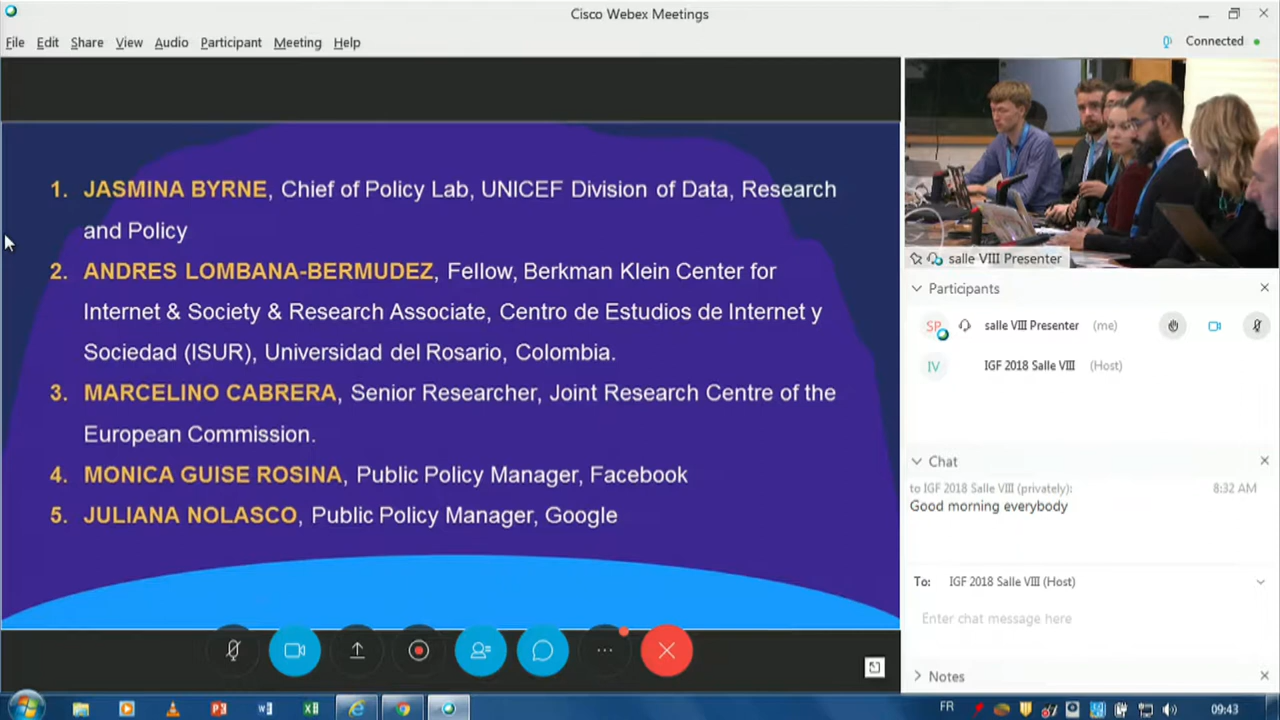 Cisco Webex Meetings
File Edit Share View Audio Participant Meeting Help
Connected
1. JASMINA BYRNE, Chief of Policy Lab, UNICEF Division of Data, Research
and Policy
2. ANDRES LOMBANA-BERMUDEZ, Fellow, Berkman Klein Center for
Internet & Society & Research Associate, Centro de Estudios de Internet y
Sociedad (ISUR), Universidad del Rosario, Colombia.
3. MARCELINO CABRERA, Senior Researcher, Joint Research Centre of the
European Commission.
4. MONICA GUISE ROSINA, Public Policy Manager, Facebook
5. JULIANA NOLASCO, Public Policy Manager, Google
salle VIII Presenter
Participants
SP salle VIII Presenter (me)
IV IGF 2018 Salle VIII (Host)
Chat
to IGF 2018 Salle VIII (privately): 8:32 AM
Good morning everybody
To: IGF 2018 Salle VIII (Host)
Enter chat message here
Notes
FR 09:43